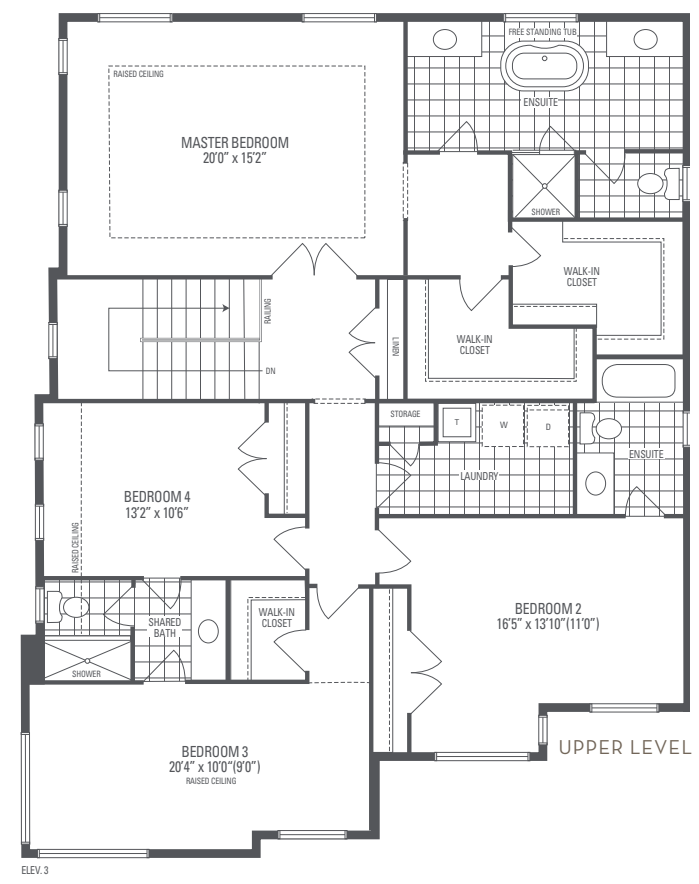 FREE STANDING TUB
RAISED CEILING
ENSUITE
MASTER BEDROOM
20'0" x 15'2"
SHOWER
WALK-IN
CLOSET
RAILING
WALK-IN
CLOSET
LINEN
DN
STORAGE
T
W
D
ENSUITE
LAUNDRY
BEDROOM 4
13'2" x 10'6"
RAISED CEILING
WALK-IN
CLOSET
SHARED
BATH
BEDROOM 2
16'5" x 13'10"(11'0")
SHOWER
UPPER LEVEL
BEDROOM 3
20'4" x 10'0"(9'0")
RAISED CEILING
ELEV. 3